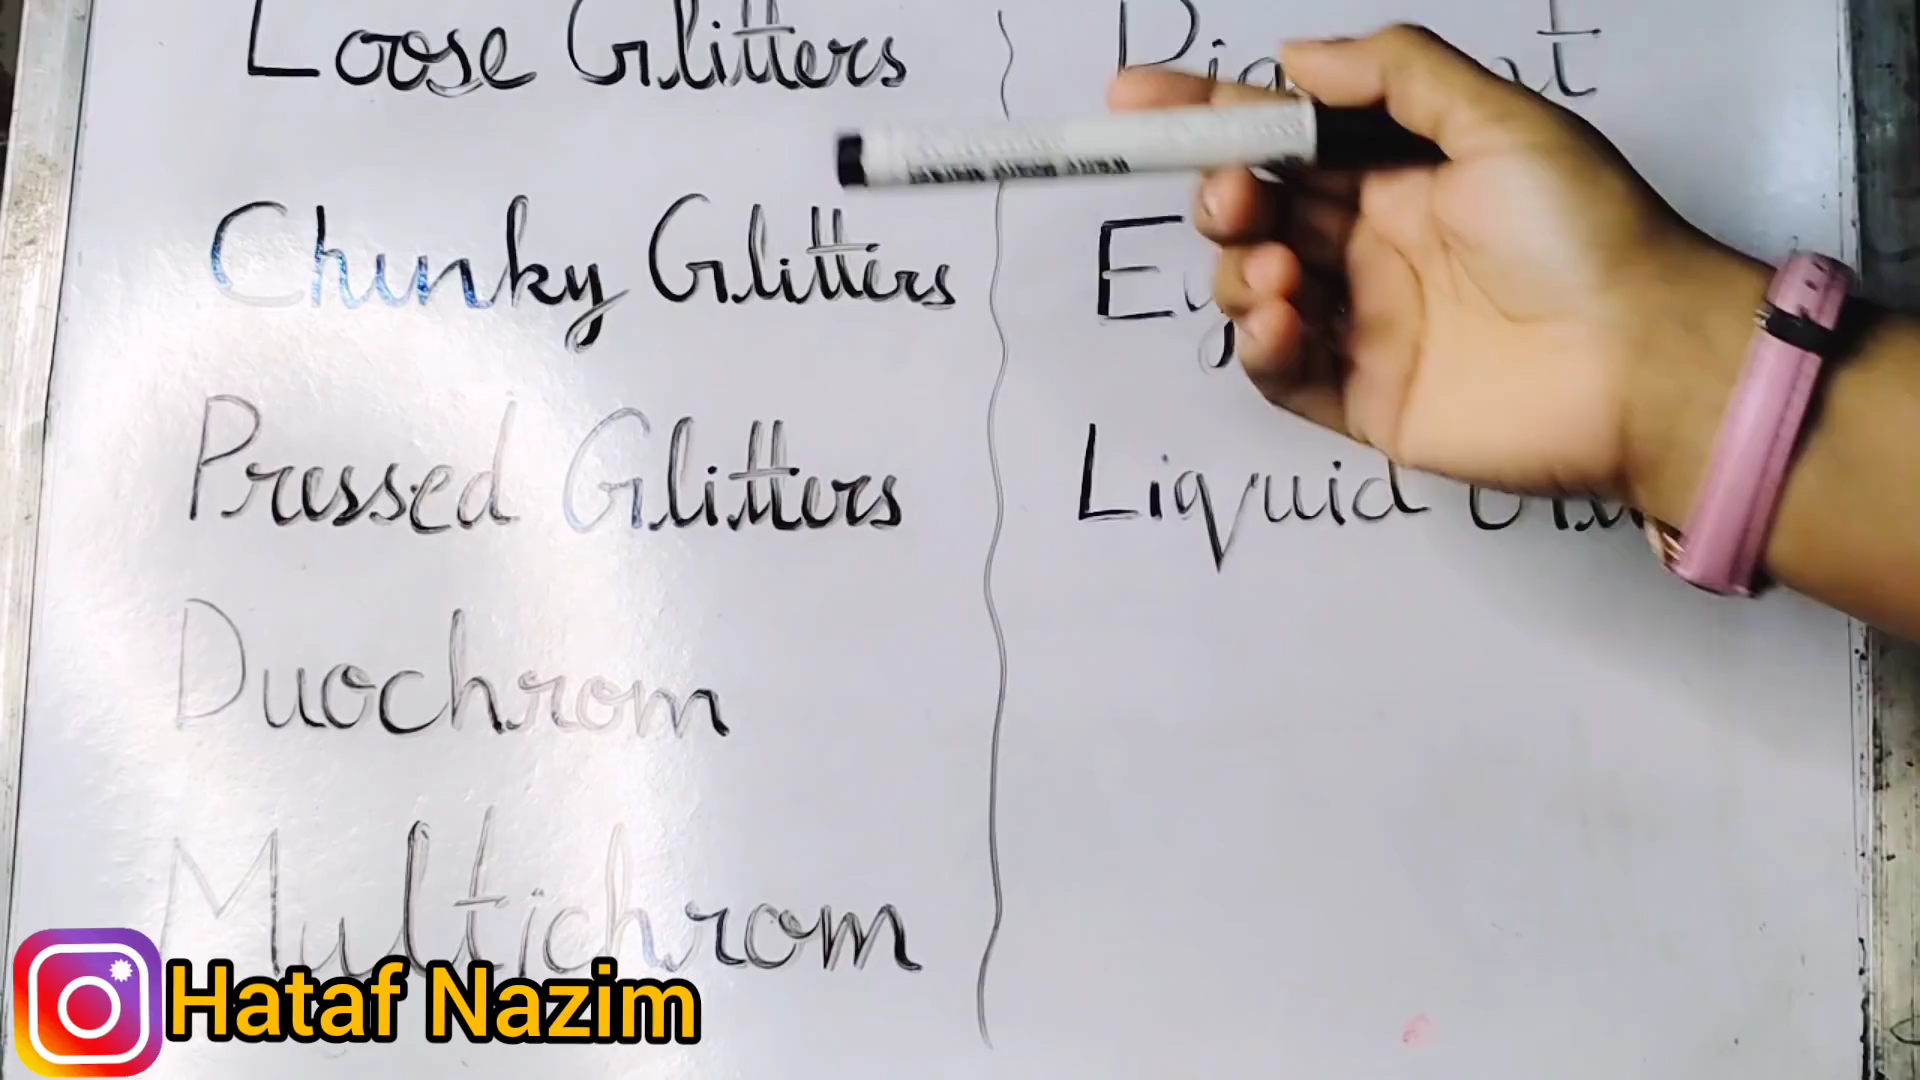 Loose Glitters
Chunky Glitters
Pressed Glitters
Duochrom
Multichrom
Liquid
Hataf Nazim